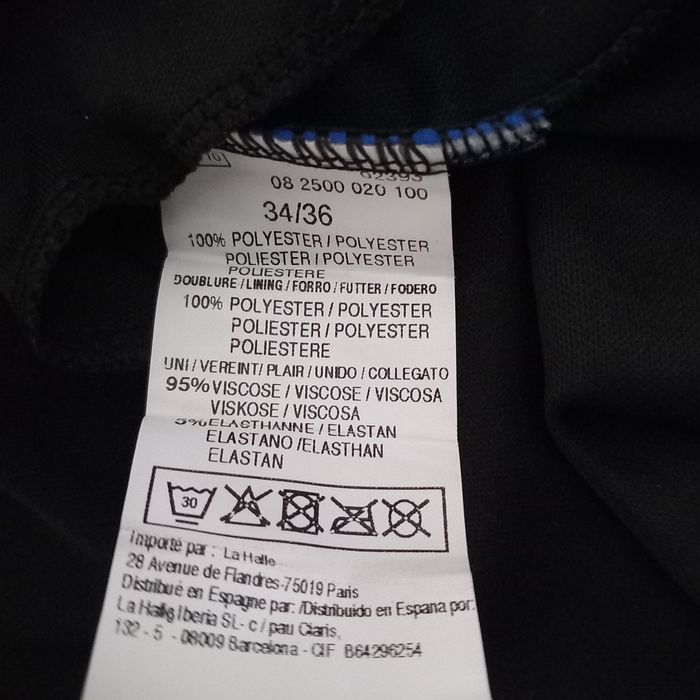 08 2500 020 100
34/36
100% POLYESTER / POLYESTER
POLIESTER / POLYESTER
POLIESTERE
DOUBLURE / LINING / FORRO / FUTTER / FODERO
100% POLYESTER / POLYESTER
POLIESTER / POLYESTER
POLIESTERE
UNI / VEREINT / PLAIR / UNIDO / COLLEGATO
95% VISCOSE / VISCOSE / VISCOSA
VISKOSE / VISCOSA
5% ELASTHANNE / ELASTAN
ELASTANO / ELASTHAN
ELASTAN
30
Importé par : La Halle
28 Avenue de Flandres-75019 Paris
Distribué en Espagne par: /Distribuido en Espana por:
La Halle Iberia SL- c / pau Claris,
132 - 5 - 08009 Barcelona - CIF B64296254